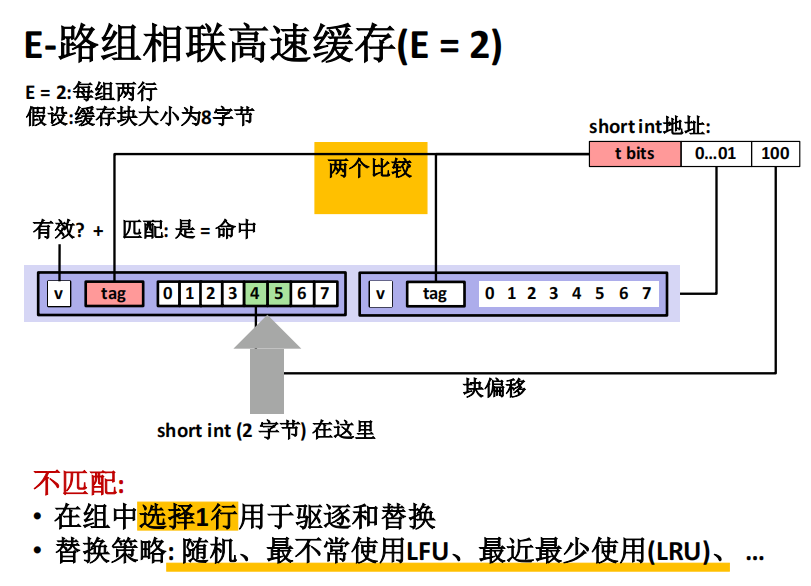 E-路组相联高速缓存(E = 2)
E = 2:每组两行
假设:缓存块大小为8字节
short int地址:
t bits 0…01 100
两个比较
有效? + 匹配: 是 = 命中
v tag 0 1 2 3 4 5 6 7 v tag 0 1 2 3 4 5 6 7
块偏移
short int (2 字节) 在这里
不匹配:
• 在组中选择1行用于驱逐和替换
• 替换策略: 随机、最不常使用LFU、最近最少使用(LRU)、 …